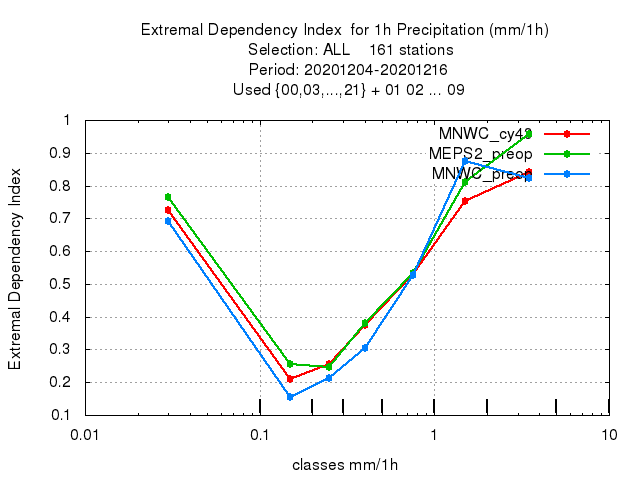 Extremal Dependency Index for 1h Precipitation (mm/1h)
Selection: ALL 161 stations
Period: 20201204-20201216
Used {00,03,...,21} + 01 02 ... 09
MNWC_cy43
MEPS2_preop
MNWC_preop
1
0.9
0.8
0.7
0.6
0.5
0.4
0.3
0.2
0.1
Extremal Dependency Index
0.01
0.1
1
10
classes mm/1h